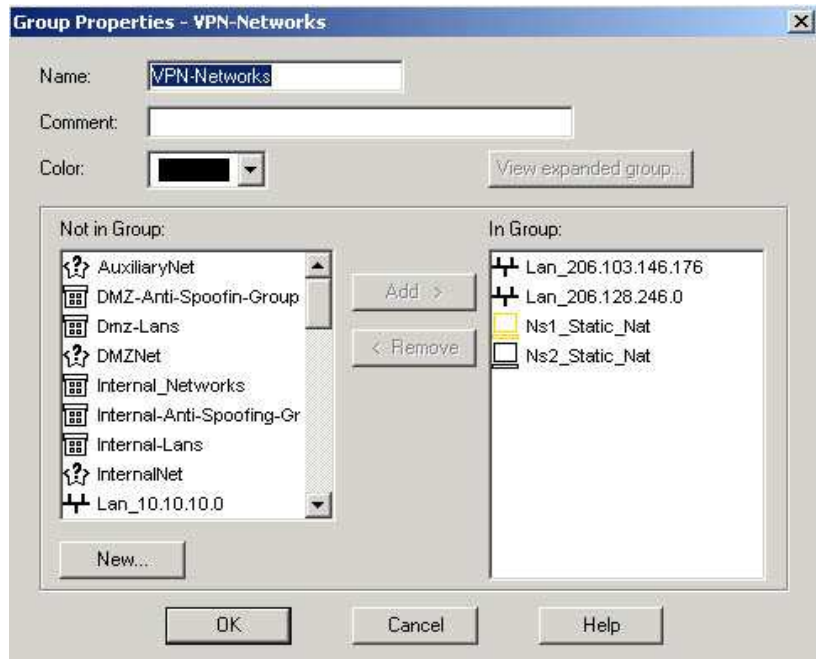 Group Properties - VPN-Networks
Name:
VPN-Networks
Comment:
Color:
View expanded group...
Not in Group:
AuxiliaryNet
DMZ-Anti-Spoofin-Group
Dmz-Lans
DMZNet
Internal_Networks
Internal-Anti-Spoofing-Gr
Internal-Lans
InternalNet
Lan_10.10.10.0
Add >
< Remove
In Group:
Lan_206.103.146.176
Lan_206.128.246.0
Ns1_Static_Nat
Ns2_Static_Nat
New...
OK
Cancel
Help